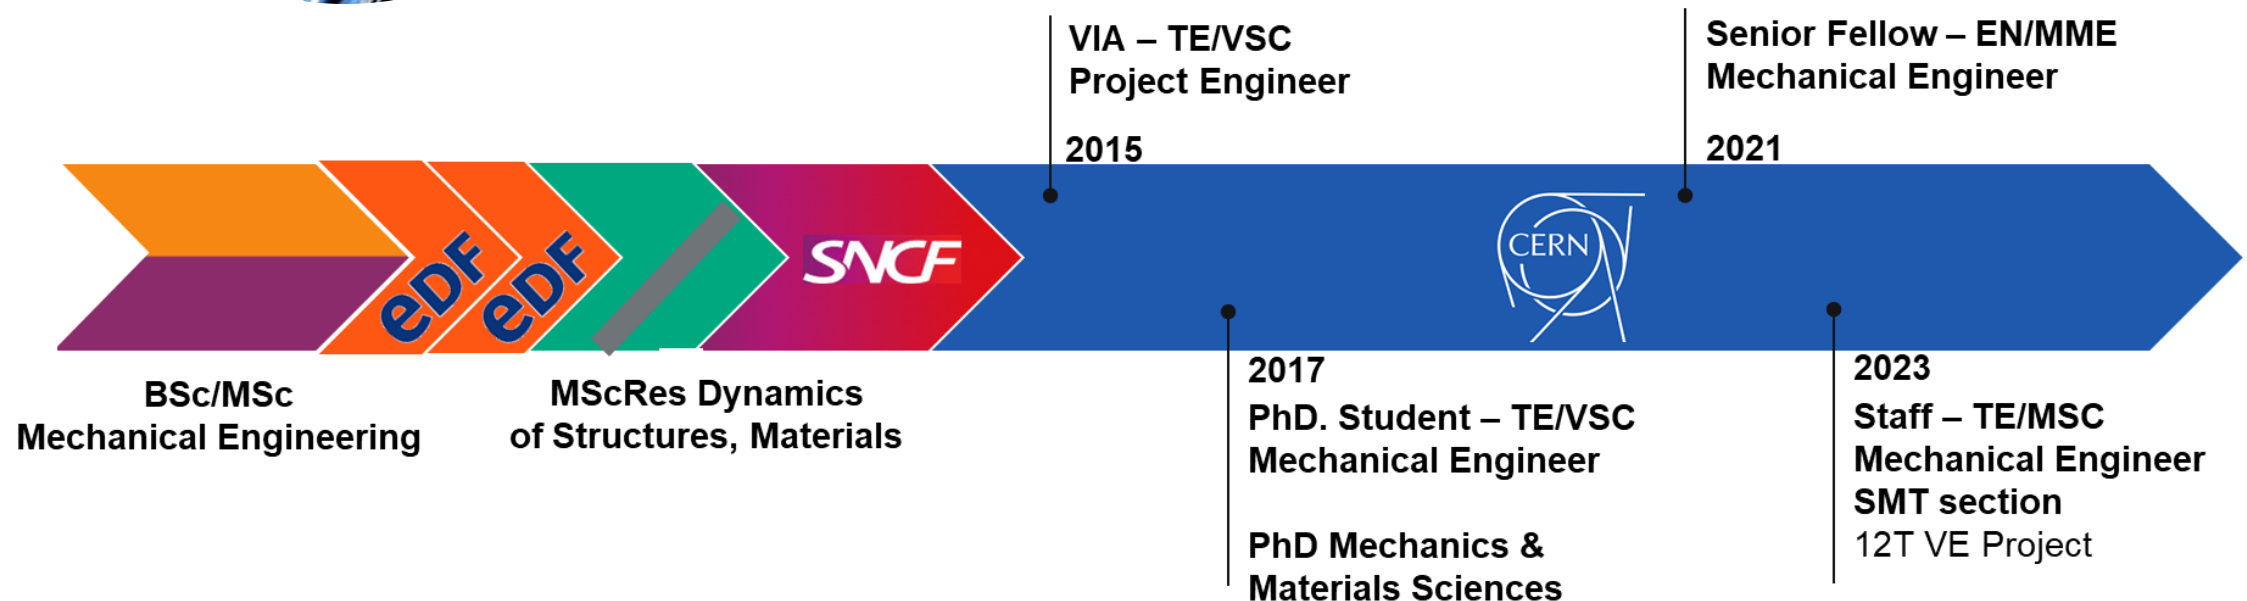 VIA – TE/VSC
Project Engineer
2015
Senior Fellow – EN/MME
Mechanical Engineer
2021
eDF
eDF
SNCF
CERN
BSc/MSc
Mechanical Engineering
MScRes Dynamics
of Structures, Materials
2017
PhD. Student – TE/VSC
Mechanical Engineer
PhD Mechanics &
Materials Sciences
2023
Staff – TE/MSC
Mechanical Engineer
SMT section
12T VE Project